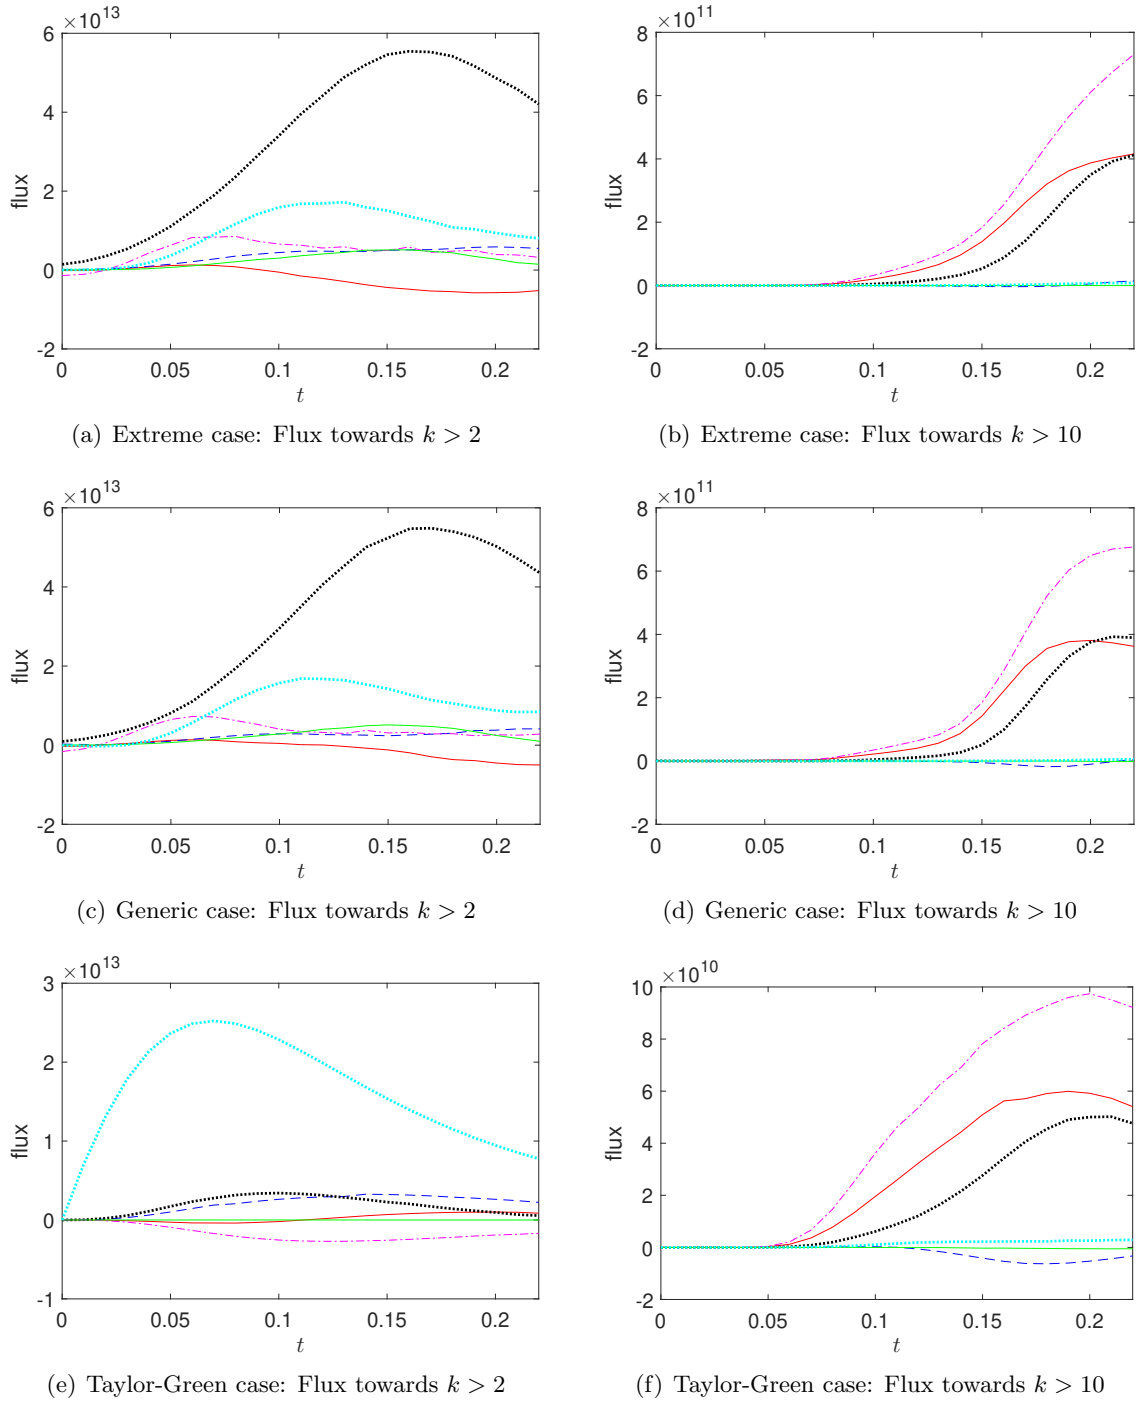 ×10^13
6
4
2
0
-2
flux
0 0.05 0.1 0.15 0.2
t
(a) Extreme case: Flux towards k > 2
×10^11
8
6
4
2
0
-2
flux
0 0.05 0.1 0.15 0.2
t
(b) Extreme case: Flux towards k > 10
×10^13
6
4
2
0
-2
flux
0 0.05 0.1 0.15 0.2
t
(c) Generic case: Flux towards k > 2
×10^11
8
6
4
2
0
-2
flux
0 0.05 0.1 0.15 0.2
t
(d) Generic case: Flux towards k > 10
×10^13
3
2
1
0
-1
flux
0 0.05 0.1 0.15 0.2
t
(e) Taylor-Green case: Flux towards k > 2
×10^10
10
8
6
4
2
0
-2
flux
0 0.05 0.1 0.15 0.2
t
(f) Taylor-Green case: Flux towards k > 10